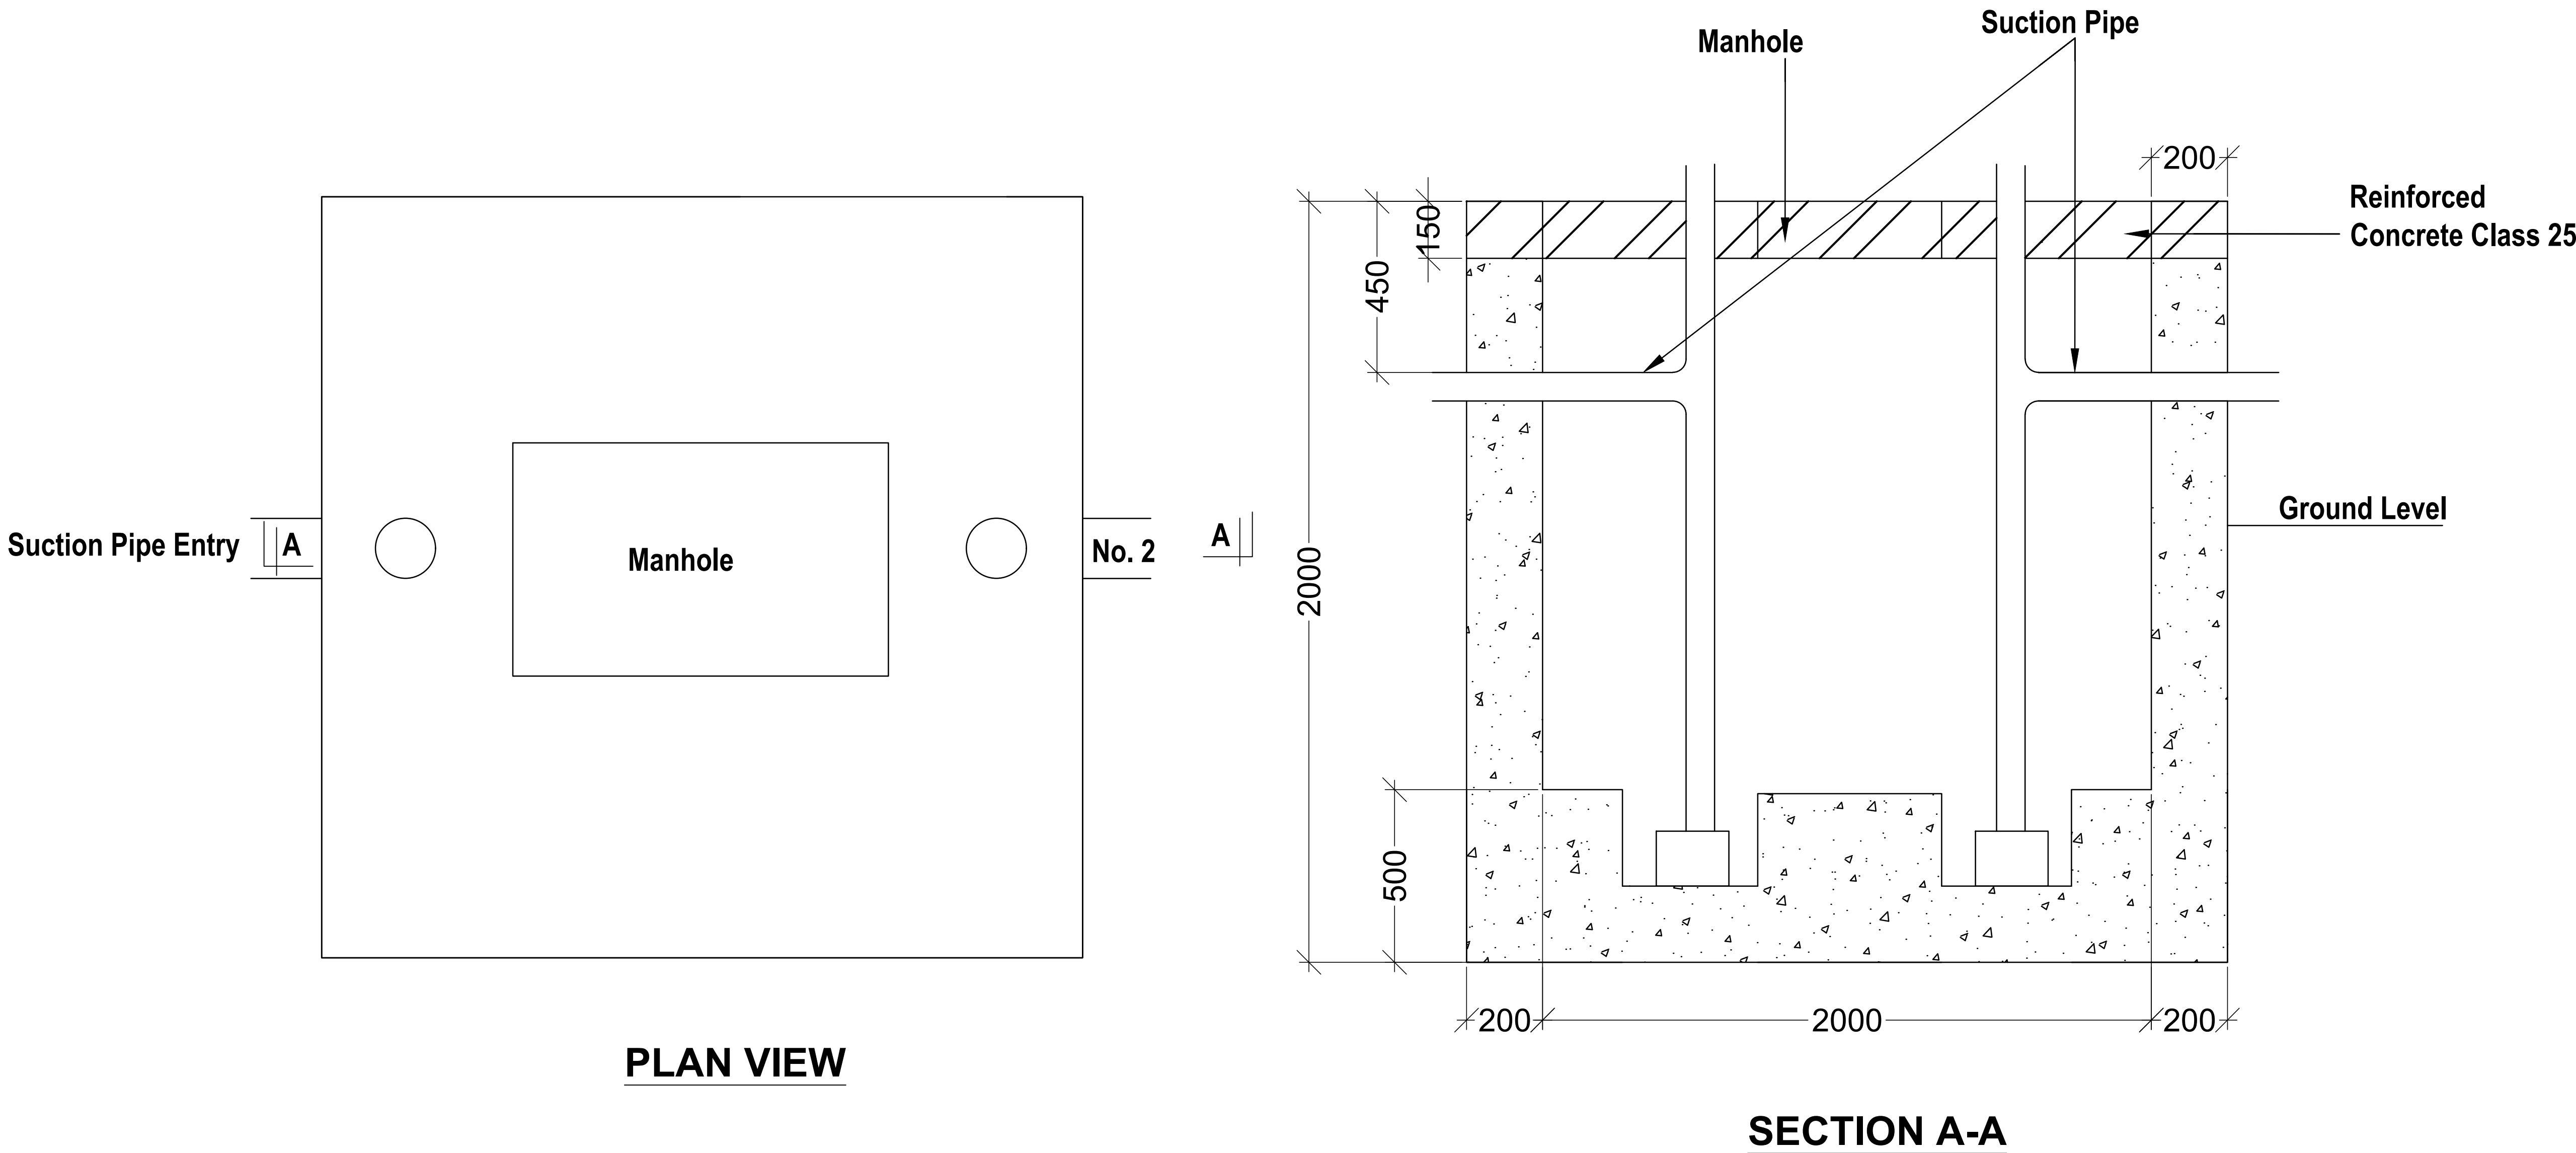 Suction Pipe Entry
A
Manhole
No. 2
A
PLAN VIEW
Manhole
Suction Pipe
200
Reinforced
Concrete Class 25
150
450
2000
Ground Level
500
200
2000
200
SECTION A-A